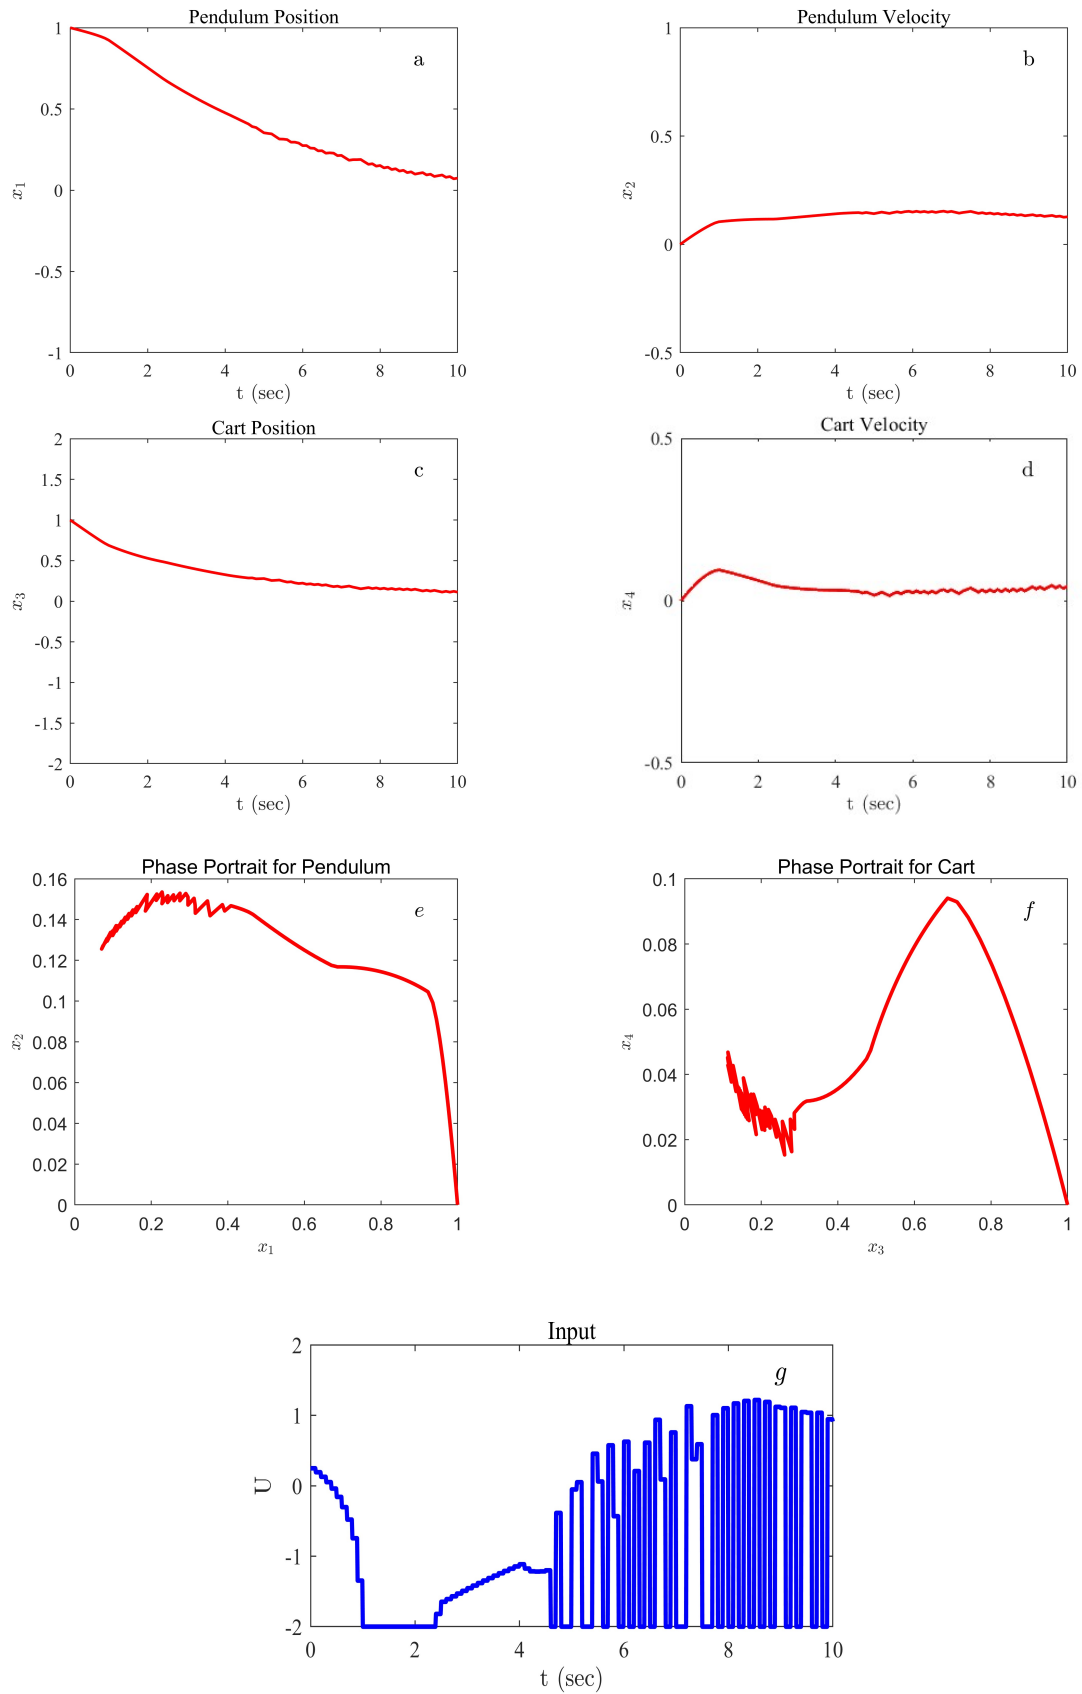 Pendulum Position
1
0.5
0
-0.5
-1
x1
a
0 2 4 6 8 10
t (sec)
Pendulum Velocity
1
0.5
0
-0.5
x2
b
0 2 4 6 8 10
t (sec)
Cart Position
2
1.5
1
0.5
0
-0.5
-1
-1.5
-2
x3
c
0 2 4 6 8 10
t (sec)
Cart Velocity
0.5
0
-0.5
x4
d
0 2 4 6 8 10
t (sec)
Phase Portrait for Pendulum
0.16
0.14
0.12
0.1
0.08
0.06
0.04
0.02
0
x2
e
0 0.2 0.4 0.6 0.8 1
x1
Phase Portrait for Cart
0.1
0.08
0.06
0.04
0.02
0
x4
f
0 0.2 0.4 0.6 0.8 1
x3
Input
2
1
0
-1
-2
U
g
0 2 4 6 8 10
t (sec)